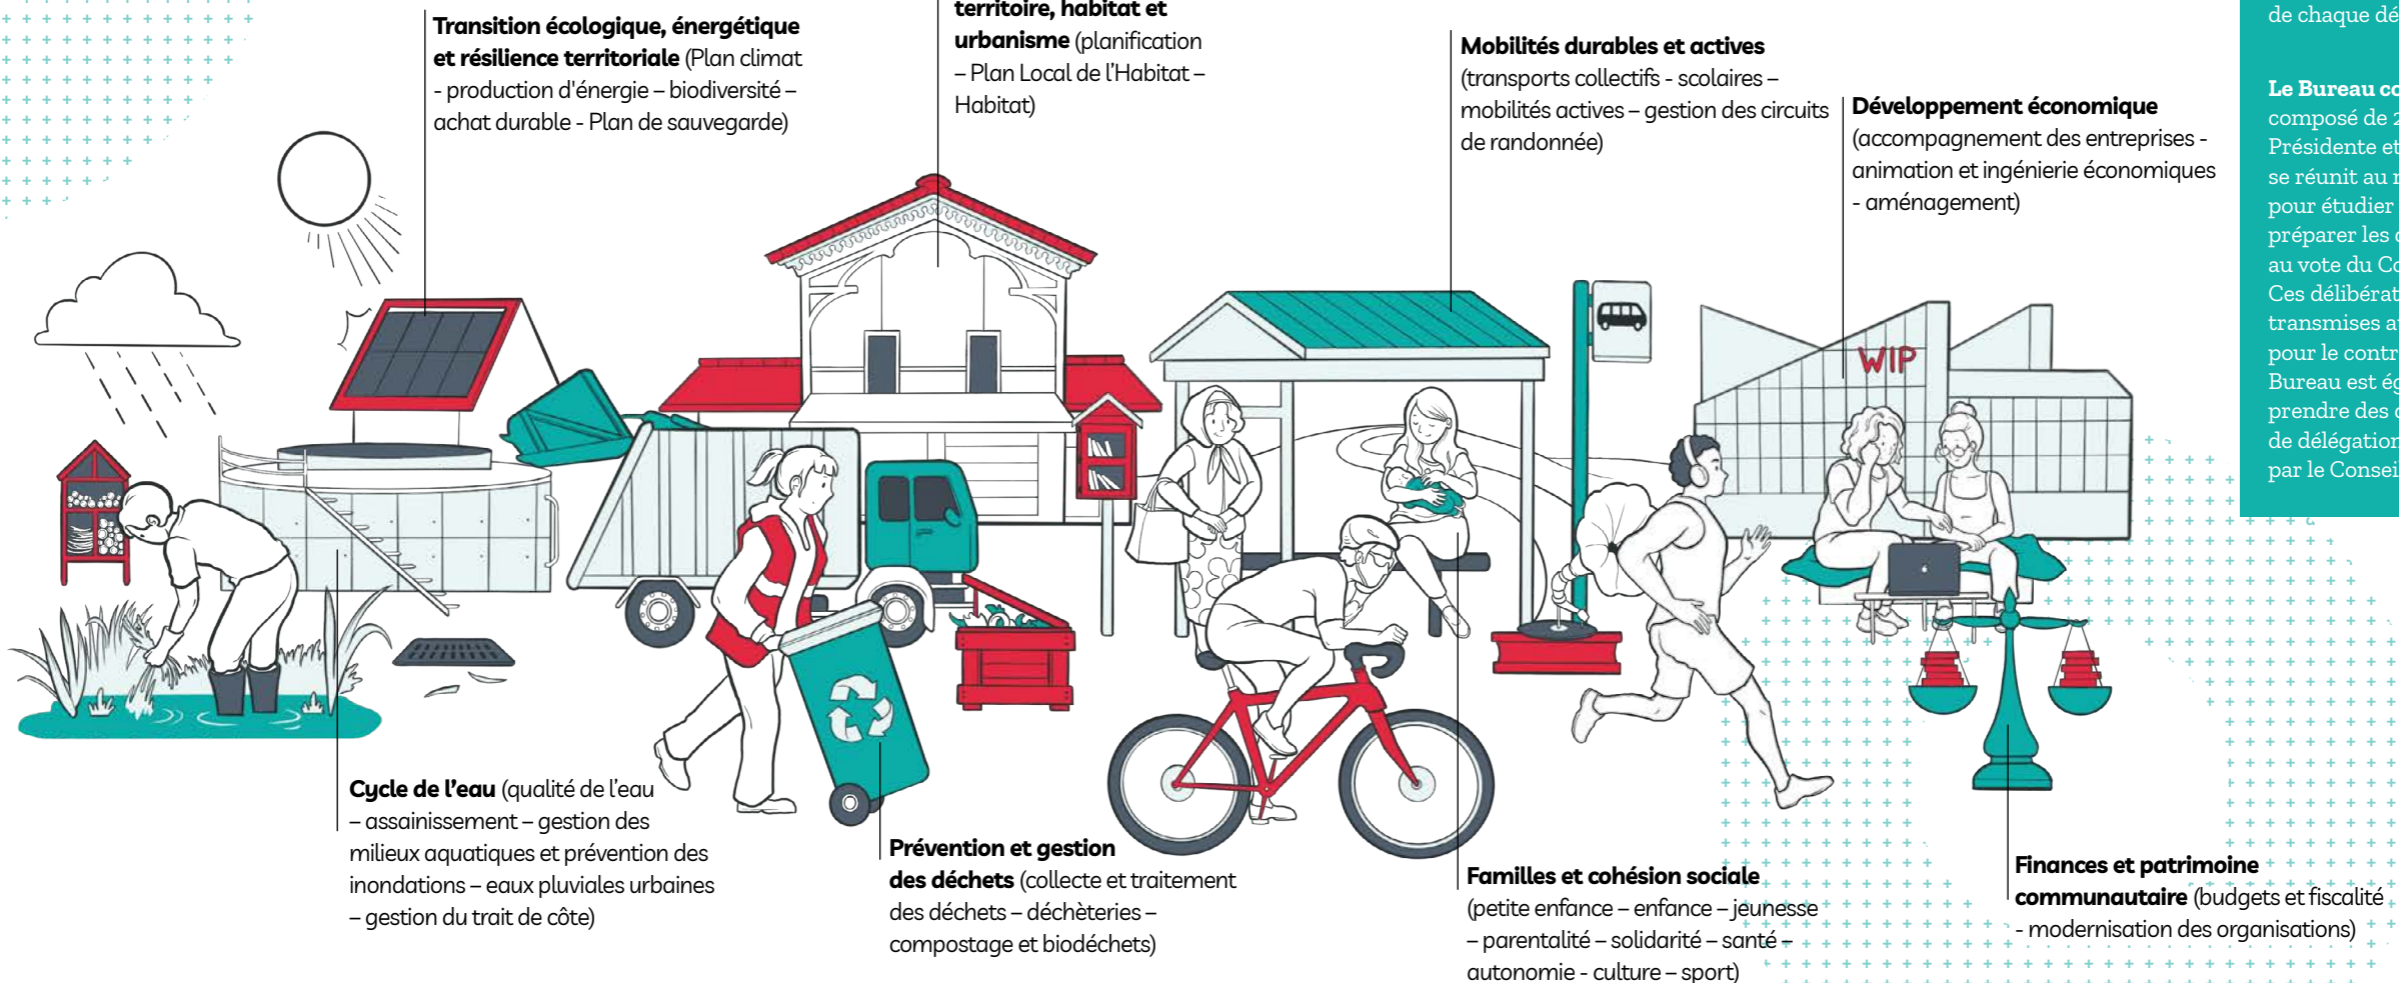 Transition écologique, énergétique
et résilience territoriale (Plan climat
- production d'énergie – biodiversité –
achat durable - Plan de sauvegarde)
territoire, habitat et
urbanisme (planification
– Plan Local de l'Habitat –
Habitat)
Mobilités durables et actives
(transports collectifs - scolaires –
mobilités actives – gestion des circuits
de randonnée)
Développement économique
(accompagnement des entreprises -
animation et ingénierie économiques
- aménagement)
WIP
Cycle de l'eau (qualité de l'eau
– assainissement – gestion des
milieux aquatiques et prévention des
inondations – eaux pluviales urbaines
– gestion du trait de côte)
Prévention et gestion
des déchets (collecte et traitement
des déchets – déchèteries –
compostage et biodéchets)
Familles et cohésion sociale
(petite enfance – enfance – jeunesse
– parentalité – solidarité – santé –
autonomie - culture – sport)
Finances et patrimoine
communautaire (budgets et fiscalité
- modernisation des organisations)
de chaque dé
Le Bureau co
composé de 2
Présidente et
se réunit au
pour étudier
préparer les
au vote du Co
Ces délibérat
transmises a
pour le contr
Bureau est ég
prendre des
de délégation
par le Conseil